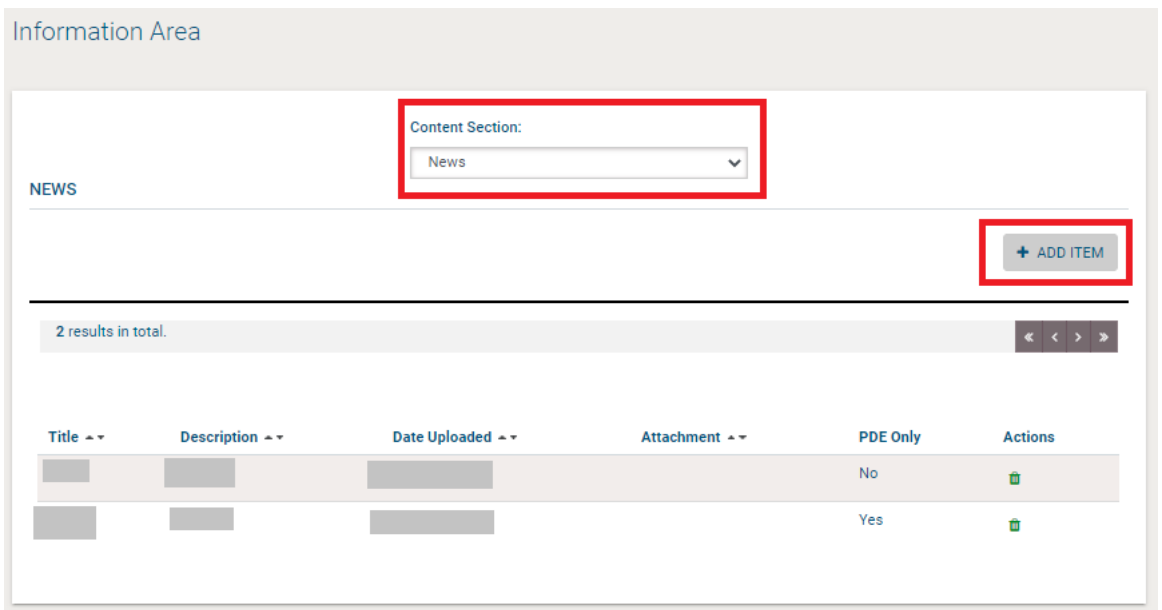 Information Area
Content Section:
News
NEWS
+ ADD ITEM
2 results in total.
« ‹ › »
Title Description Date Uploaded Attachment PDE Only Actions
No
Yes